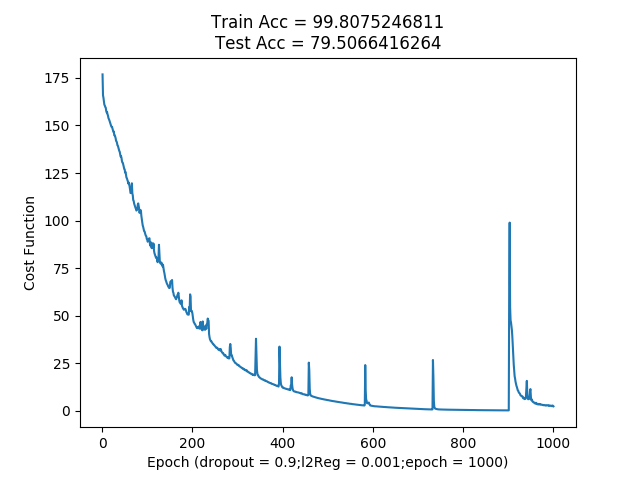 Train Acc = 99.8075246811
Test Acc = 79.5066416264
175
150
125
100
75
50
25
0
Cost Function
0 200 400 600 800 1000
Epoch (dropout = 0.9;l2Reg = 0.001;epoch = 1000)